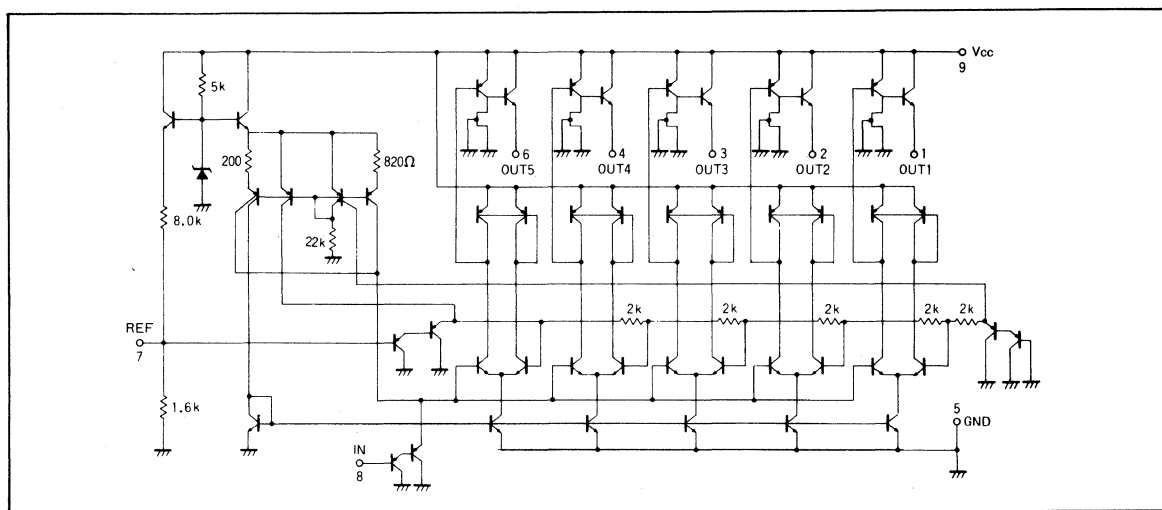 Vcc
9
5k
200
820Ω
6
OUT5
4
OUT4
3
OUT3
2
OUT2
1
OUT1
8.0k
22k
2k
2k
2k
2k
2k
REF
7
1.6k
5
GND
IN
8